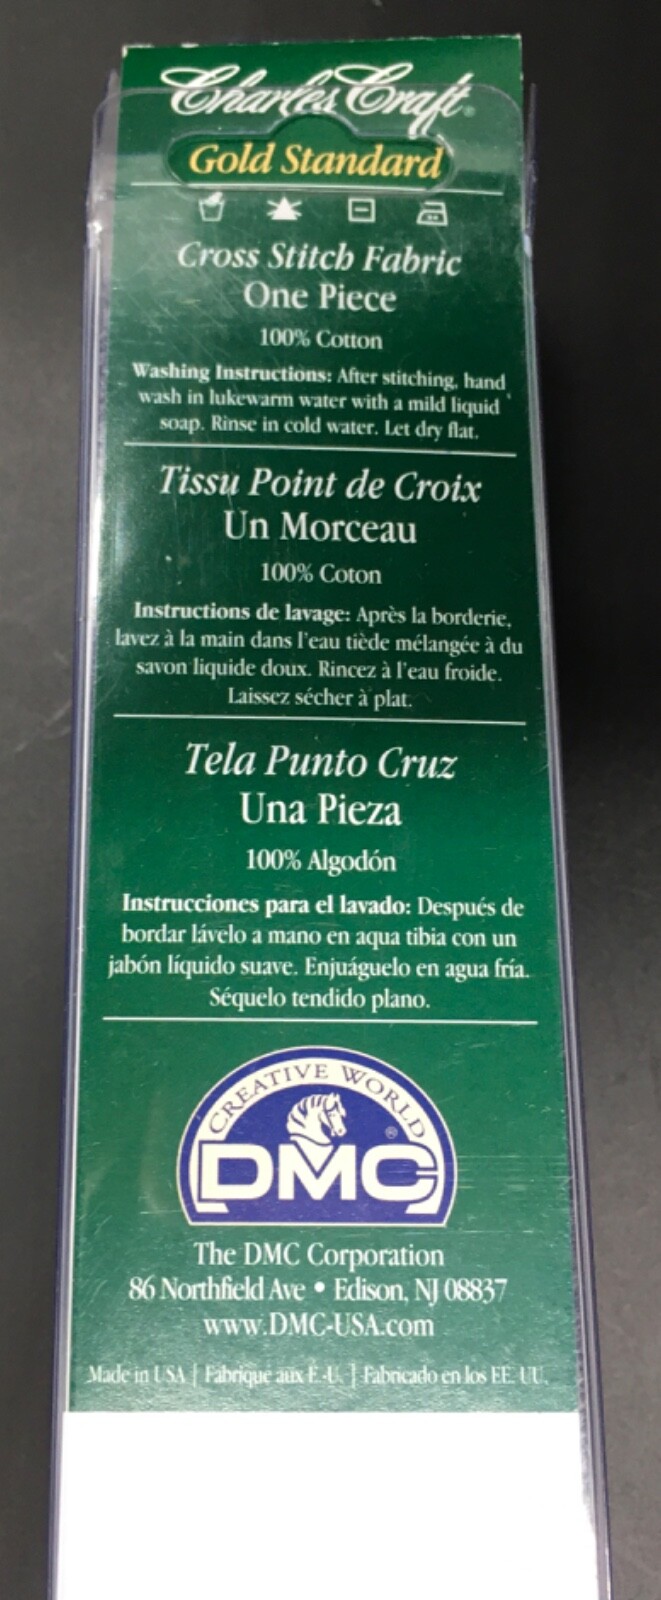 Charles Craft®
Gold Standard
Cross Stitch Fabric
One Piece
100% Cotton
Washing Instructions: After stitching, hand
wash in lukewarm water with a mild liquid
soap. Rinse in cold water. Let dry flat.
Tissu Point de Croix
Un Morceau
100% Coton
Instructions de lavage: Après la borderie,
lavez à la main dans l'eau tiède mélangée à du
savon liquide doux. Rincez à l'eau froide.
Laissez sécher à plat.
Tela Punto Cruz
Una Pieza
100% Algodón
Instrucciones para el lavado: Después de
bordar lávelo a mano en aqua tibia con un
jabón líquido suave. Enjuáguelo en agua fría.
Séquelo tendido plano.
CREATIVE WORLD
DMC®
The DMC Corporation
86 Northfield Ave • Edison, NJ 08837
www.DMC-USA.com
Made in USA | Fabriqué aux É.-U. | Fabricado en los EE. UU.